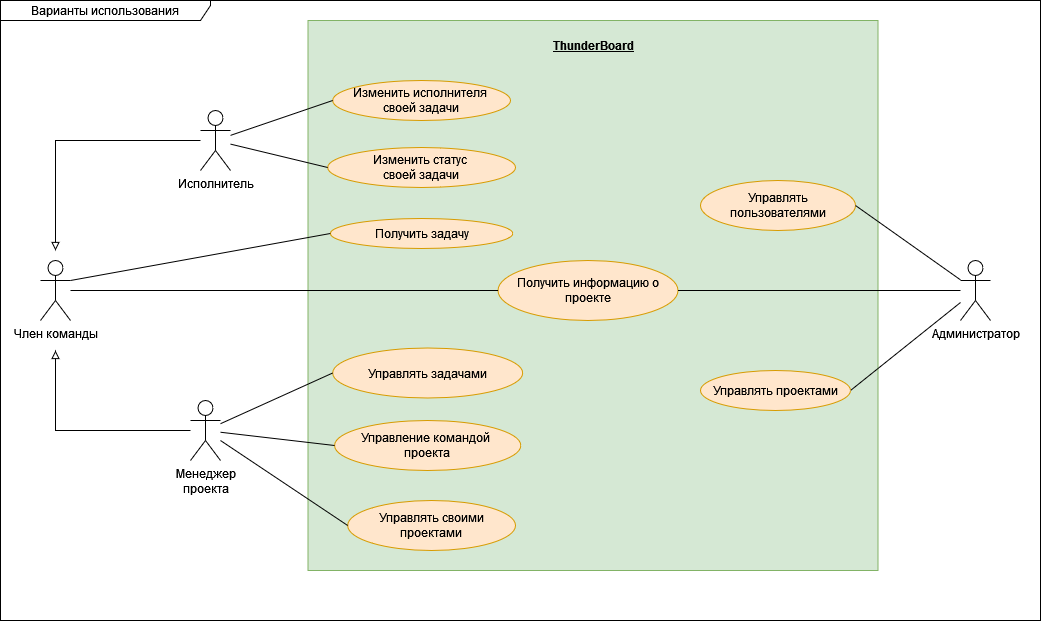 Варианты использования
ThunderBoard
Изменить исполнителя
своей задачи
Исполнитель
Изменить статус
своей задачи
Управлять
пользователями
Получить задачу
Член команды
Получить информацию о
проекте
Администратор
Управлять задачами
Управлять проектами
Менеджер
проекта
Управление командой
проекта
Управлять своими
проектами